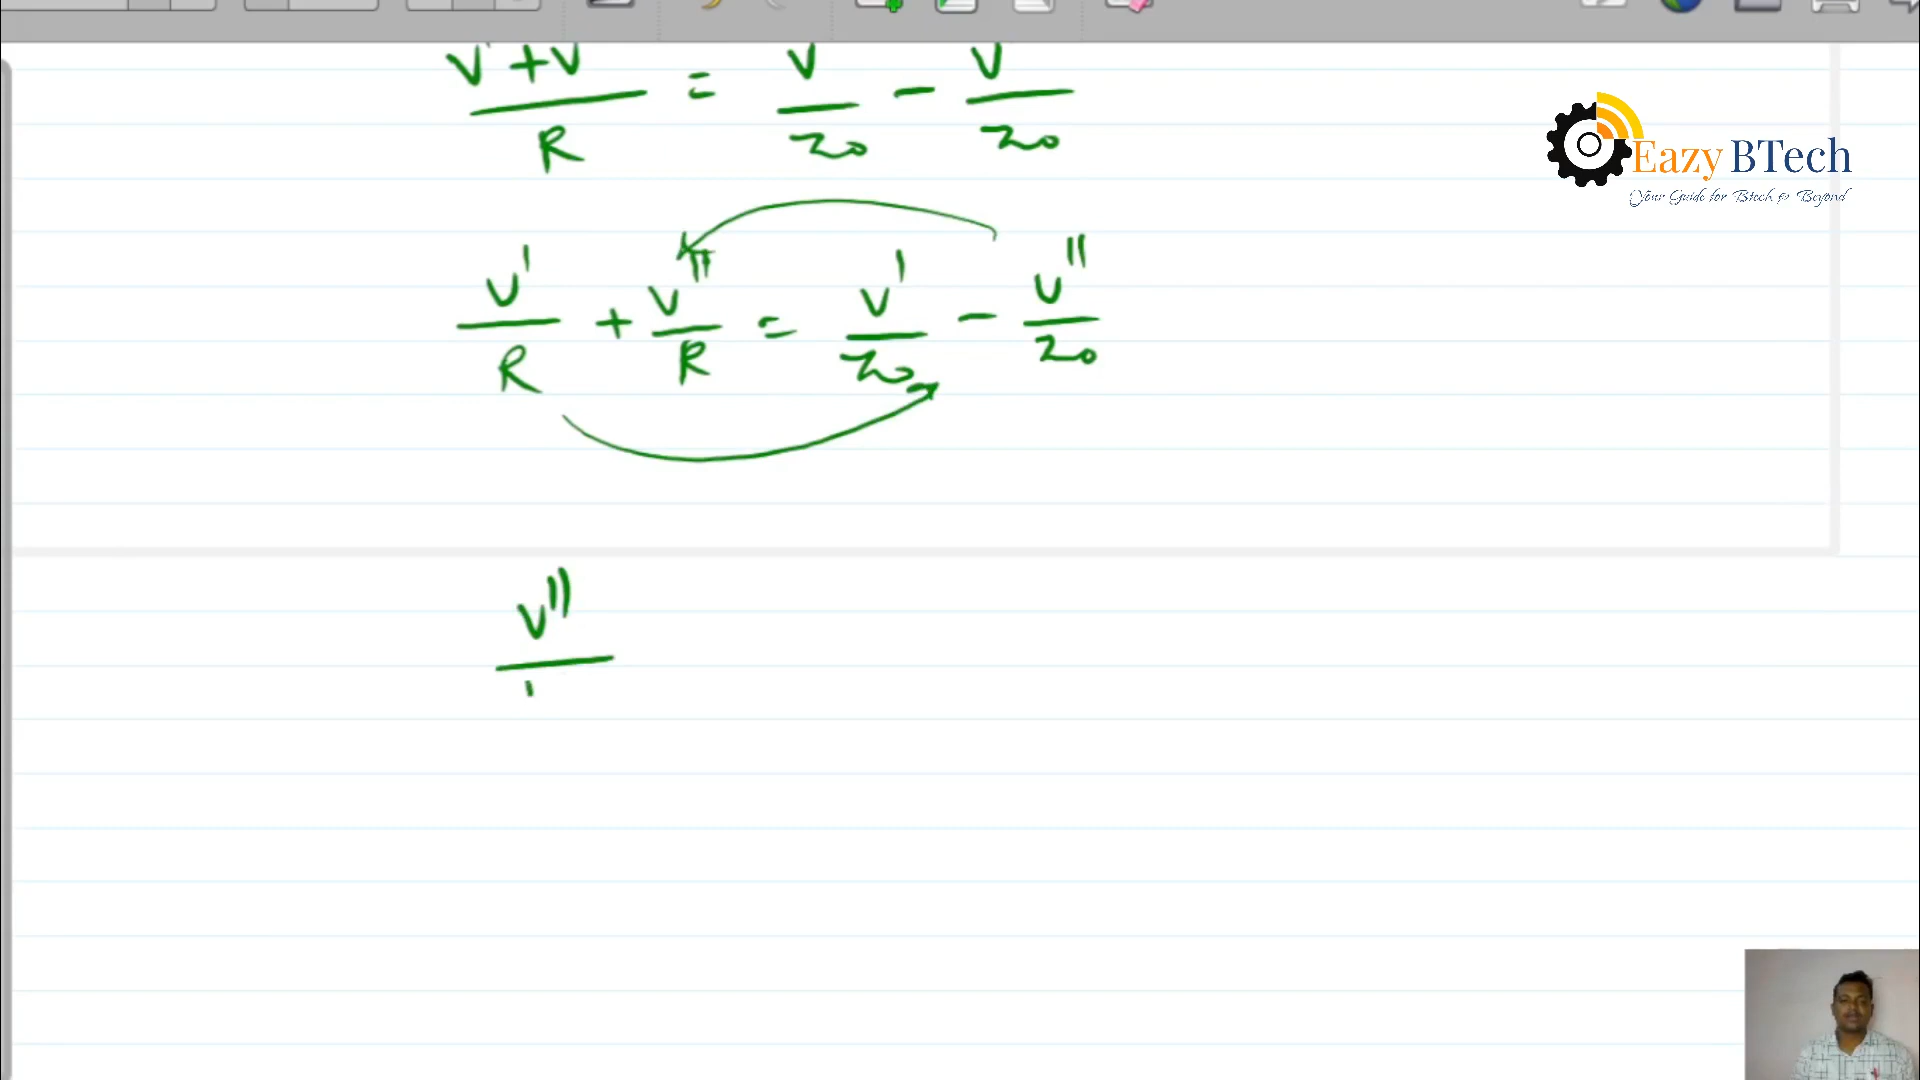 V' + V / R = V / Z0 - V / Z0
Eazy BTech
Your Guide for Btech & Beyond
V' / R + V'' / R = V' / Z0 - V'' / Z0
V''